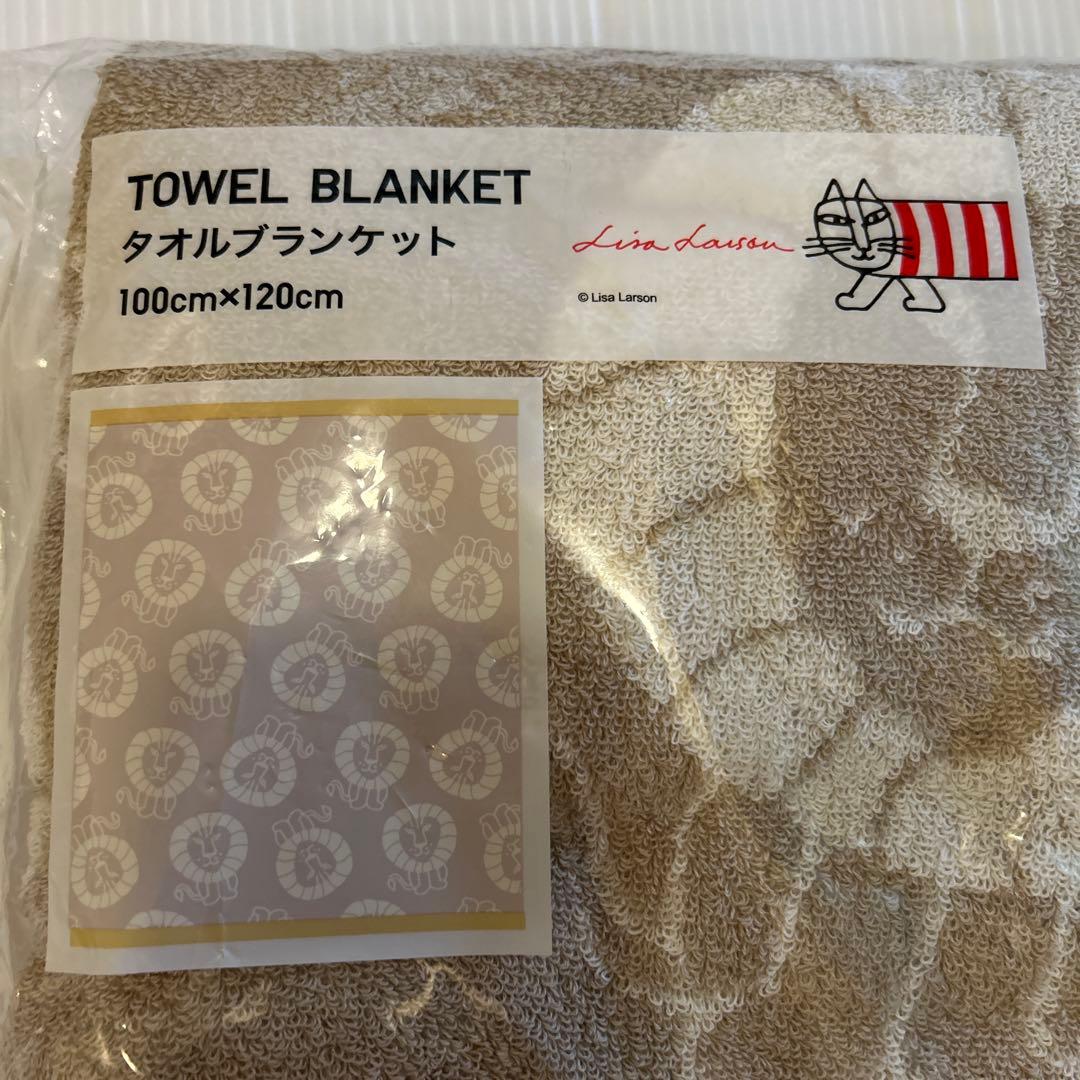 TOWEL BLANKET
タオルブランケット
100cm×120cm
Lisa Larson
© Lisa Larson